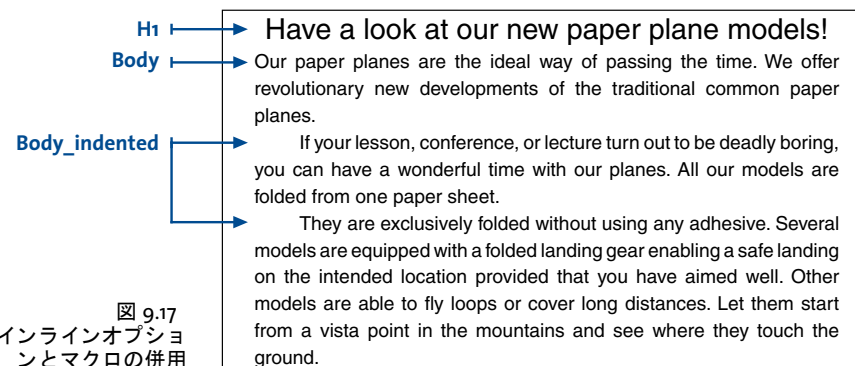 H1
Have a look at our new paper plane models!
Body
Our paper planes are the ideal way of passing the time. We offer
revolutionary new developments of the traditional common paper
planes.
Body_indented
If your lesson, conference, or lecture turn out to be deadly boring,
you can have a wonderful time with our planes. All our models are
folded from one paper sheet.
They are exclusively folded without using any adhesive. Several
models are equipped with a folded landing gear enabling a safe landing
on the intended location provided that you have aimed well. Other
models are able to fly loops or cover long distances. Let them start
from a vista point in the mountains and see where they touch the
ground.
図 9.17
インラインオプショ
ンとマクロの併用